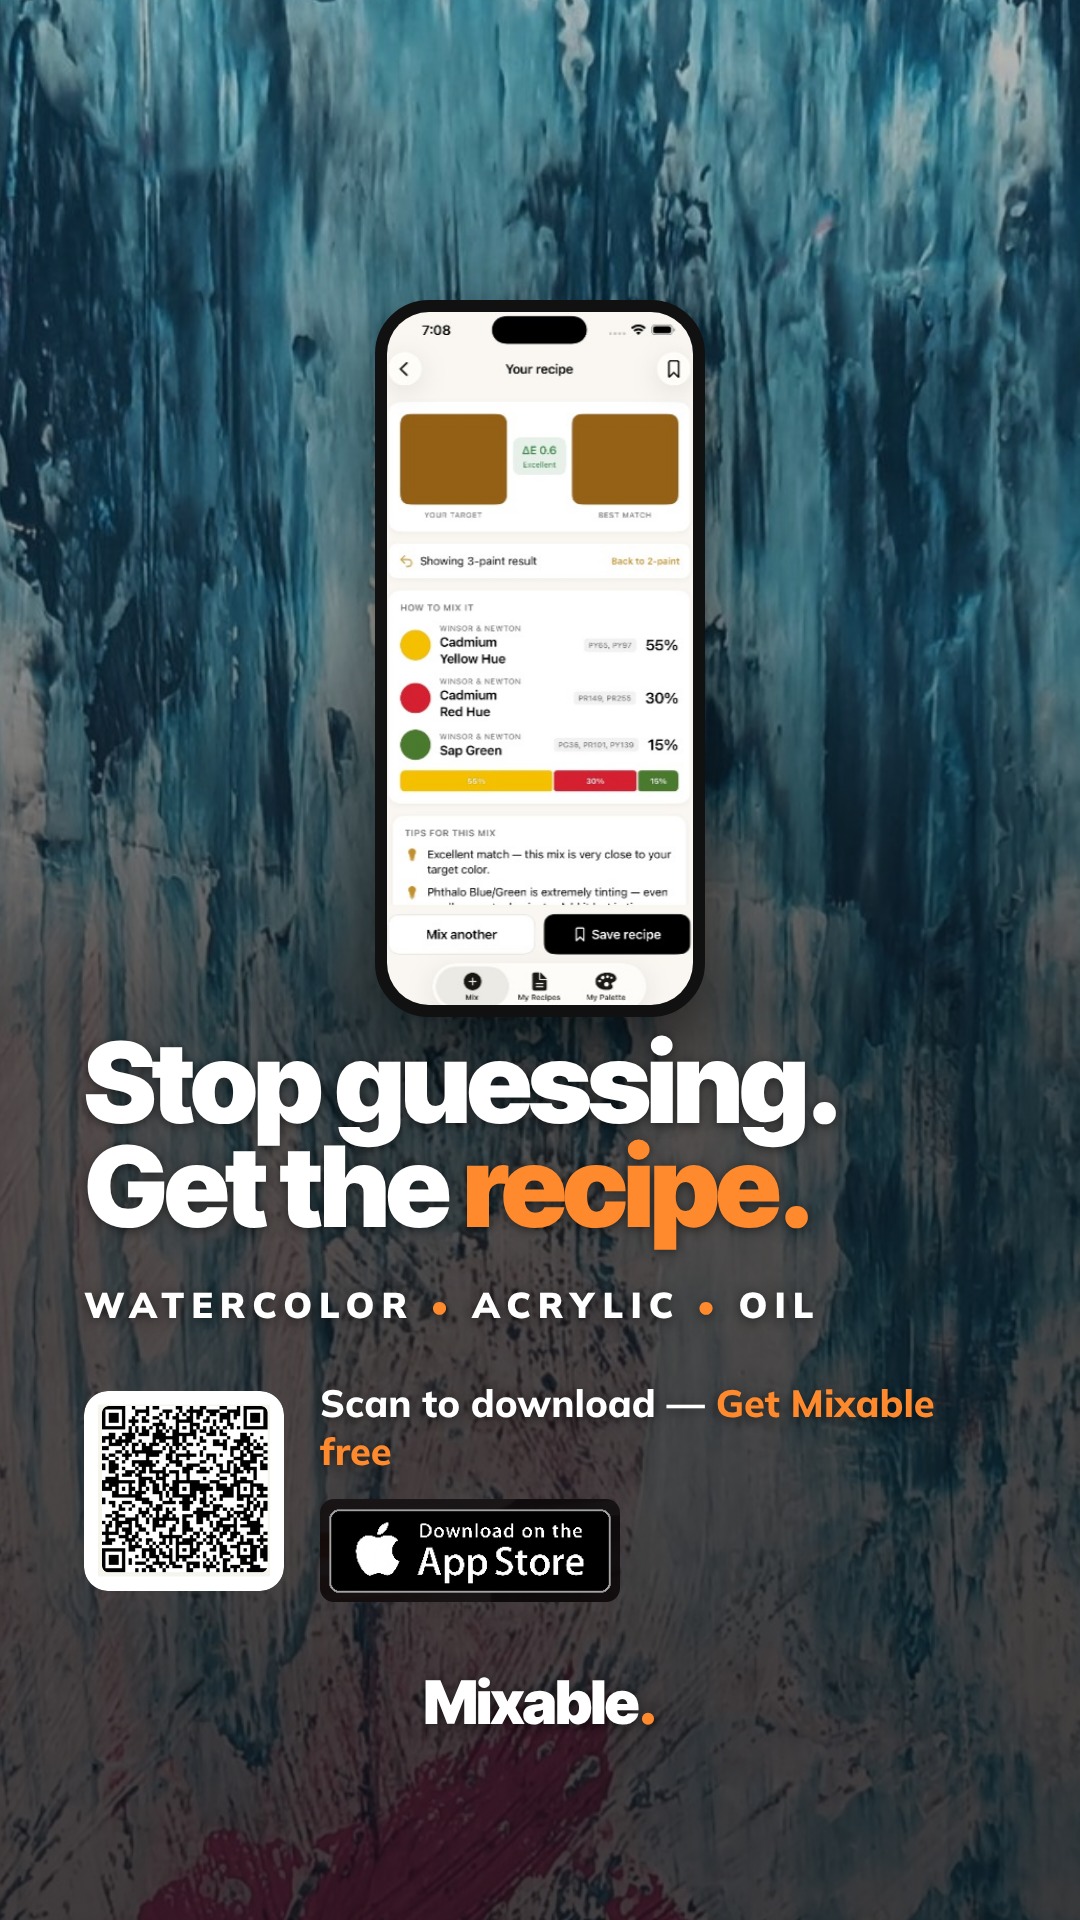 7:08
Your recipe
ΔE 0.6
Excellent
YOUR TARGET
BEST MATCH
Showing 3-paint result
Back to 2-paint
HOW TO MIX IT
WINSOR & NEWTON
Cadmium
Yellow Hue
PY65, PY97
55%
WINSOR & NEWTON
Cadmium
Red Hue
PR149, PR255
30%
WINSOR & NEWTON
Sap Green
PG36, PR101, PY139
15%
55%
30%
15%
TIPS FOR THIS MIX
Excellent match — this mix is very close to your
target color.
Phthalo Blue/Green is extremely tinting — even
Mix another
Save recipe
Mix
My Recipes
My Palette
Stop guessing.
Get the recipe.
WATERCOLOR • ACRYLIC • OIL
Scan to download — Get Mixable
free
Download on the
App Store
Mixable.